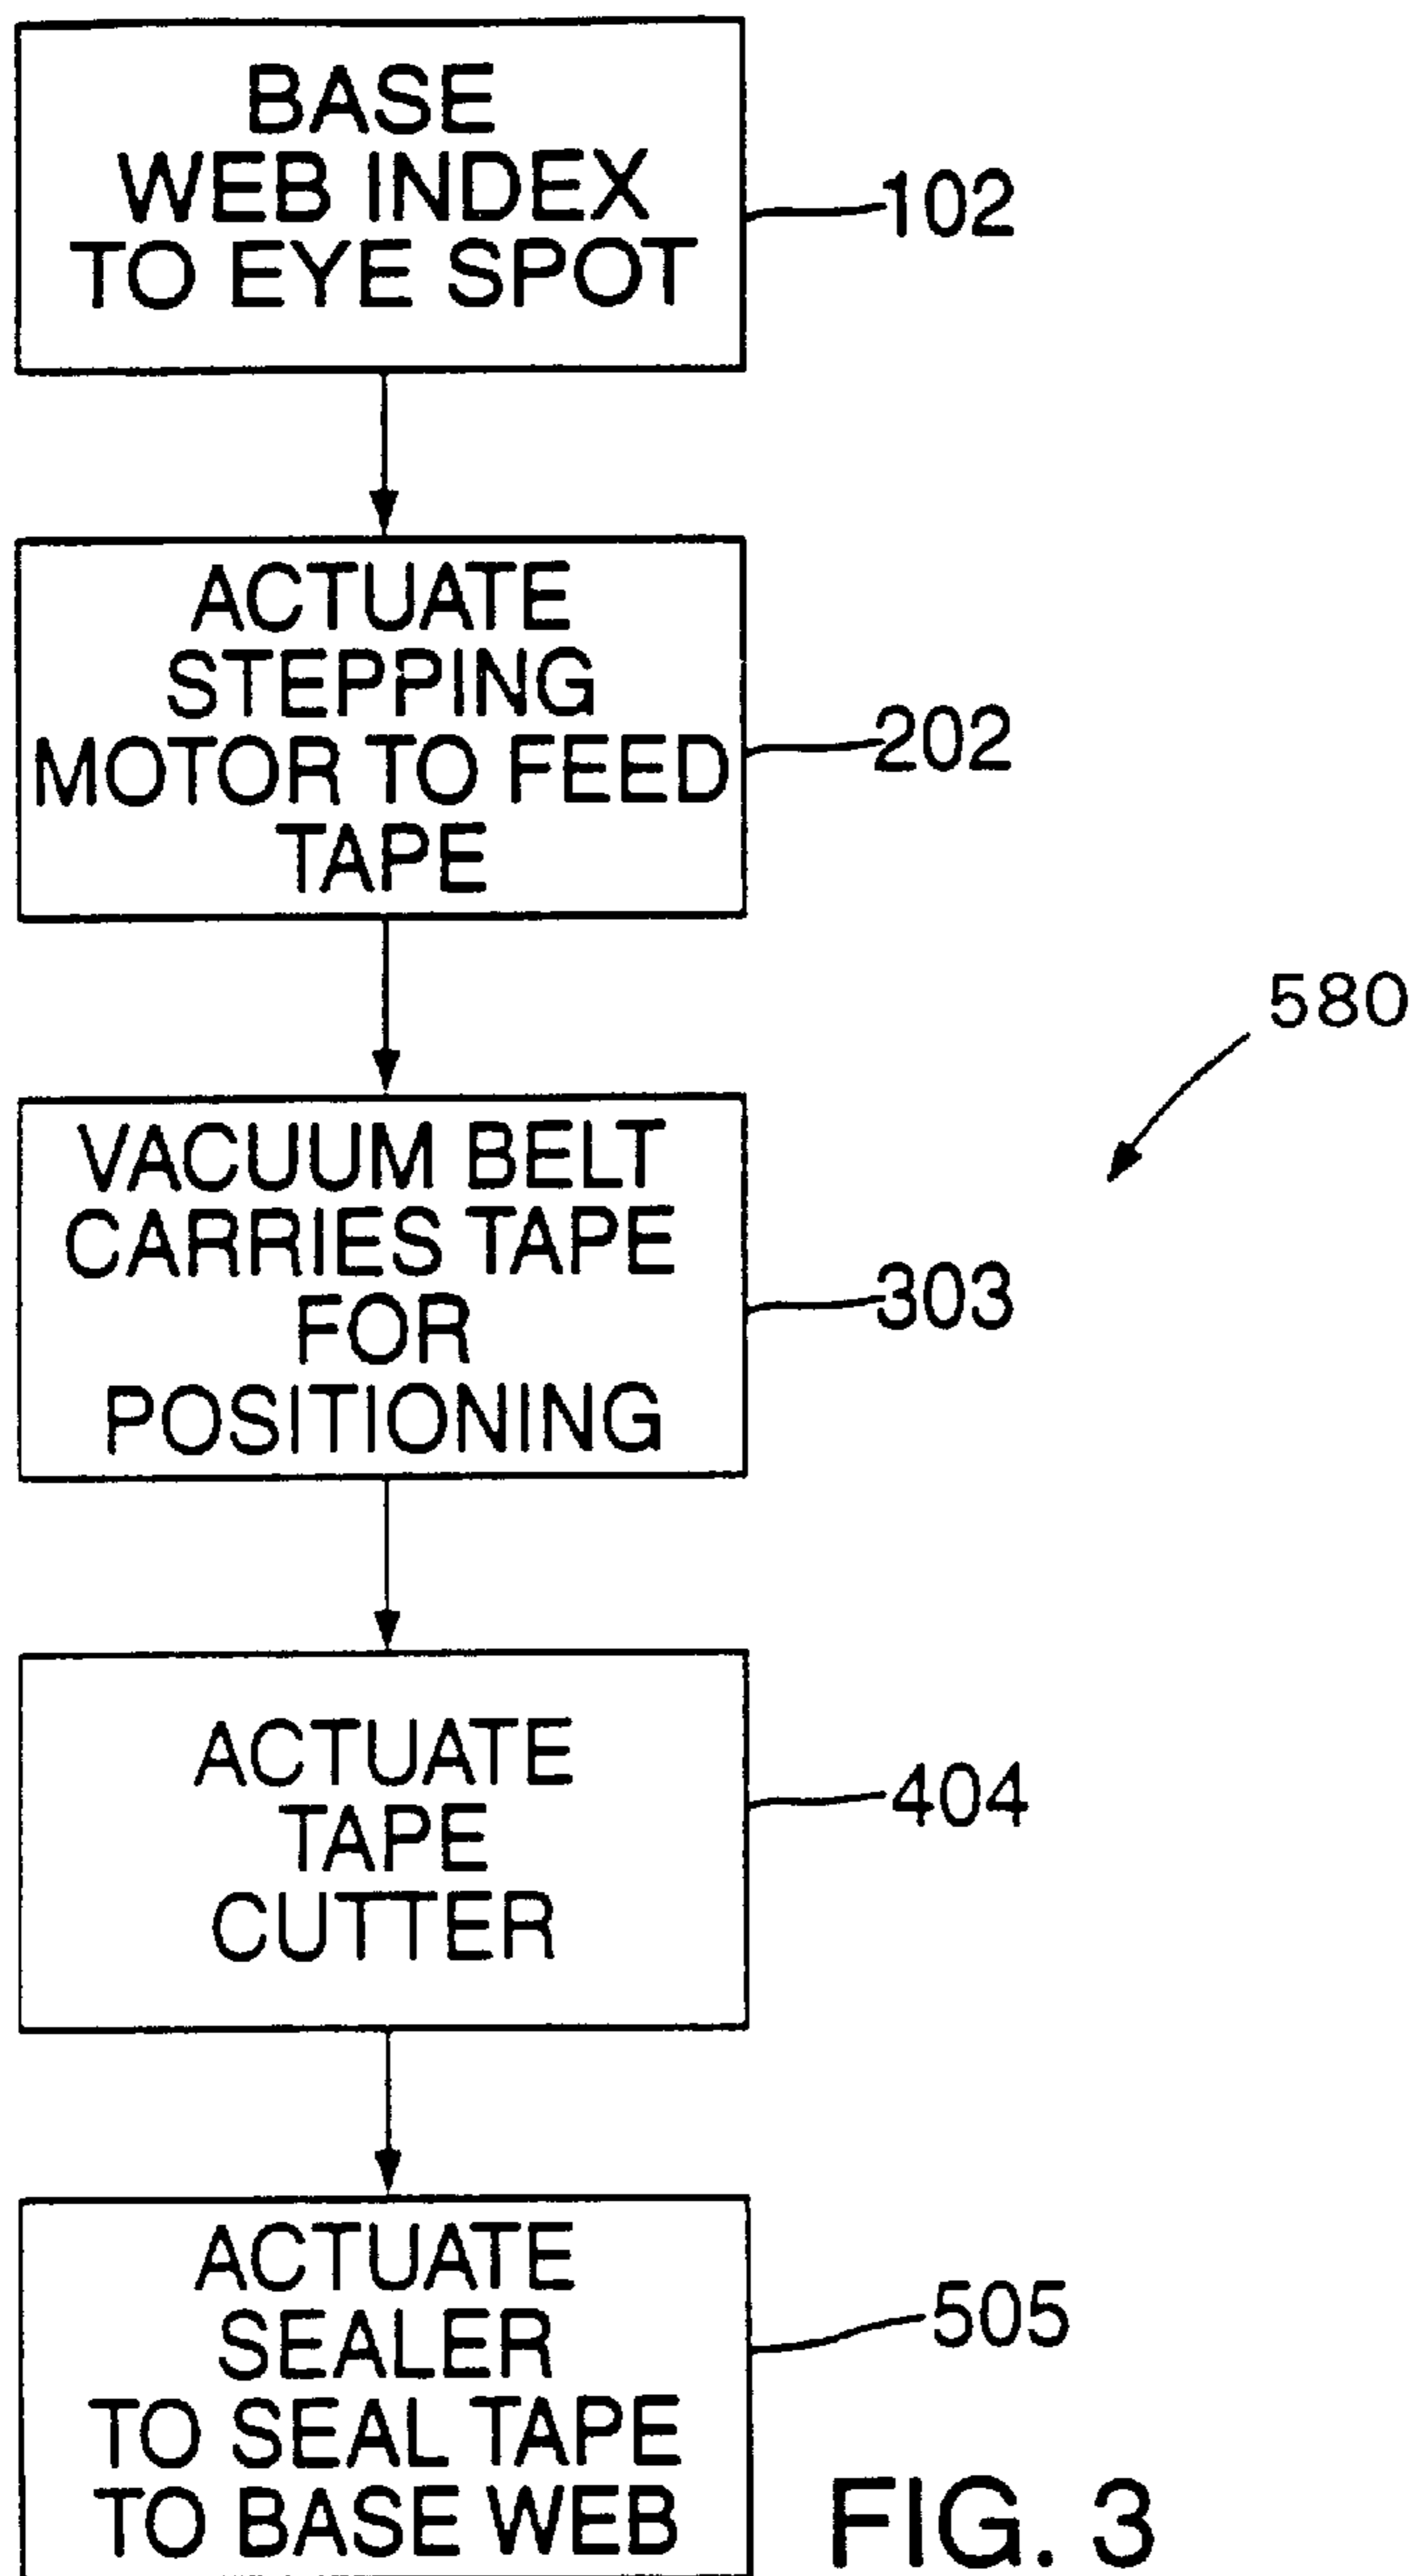 BASE
WEB INDEX
TO EYE SPOT
102
ACTUATE
STEPPING
MOTOR TO FEED
TAPE
202
580
VACUUM BELT
CARRIES TAPE
FOR
POSITIONING
303
ACTUATE
TAPE
CUTTER
404
ACTUATE
SEALER
TO SEAL TAPE
TO BASE WEB
505
FIG. 3